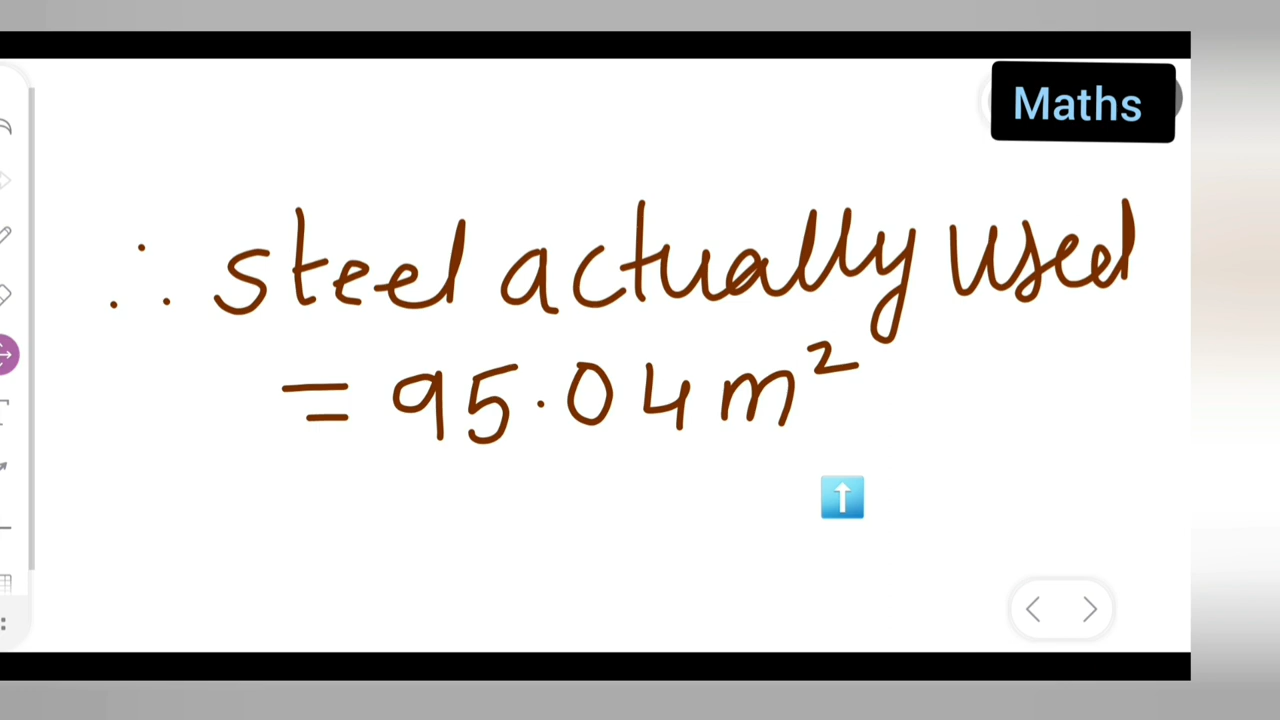 Maths
∴ steel actually used
= 95.04 m²